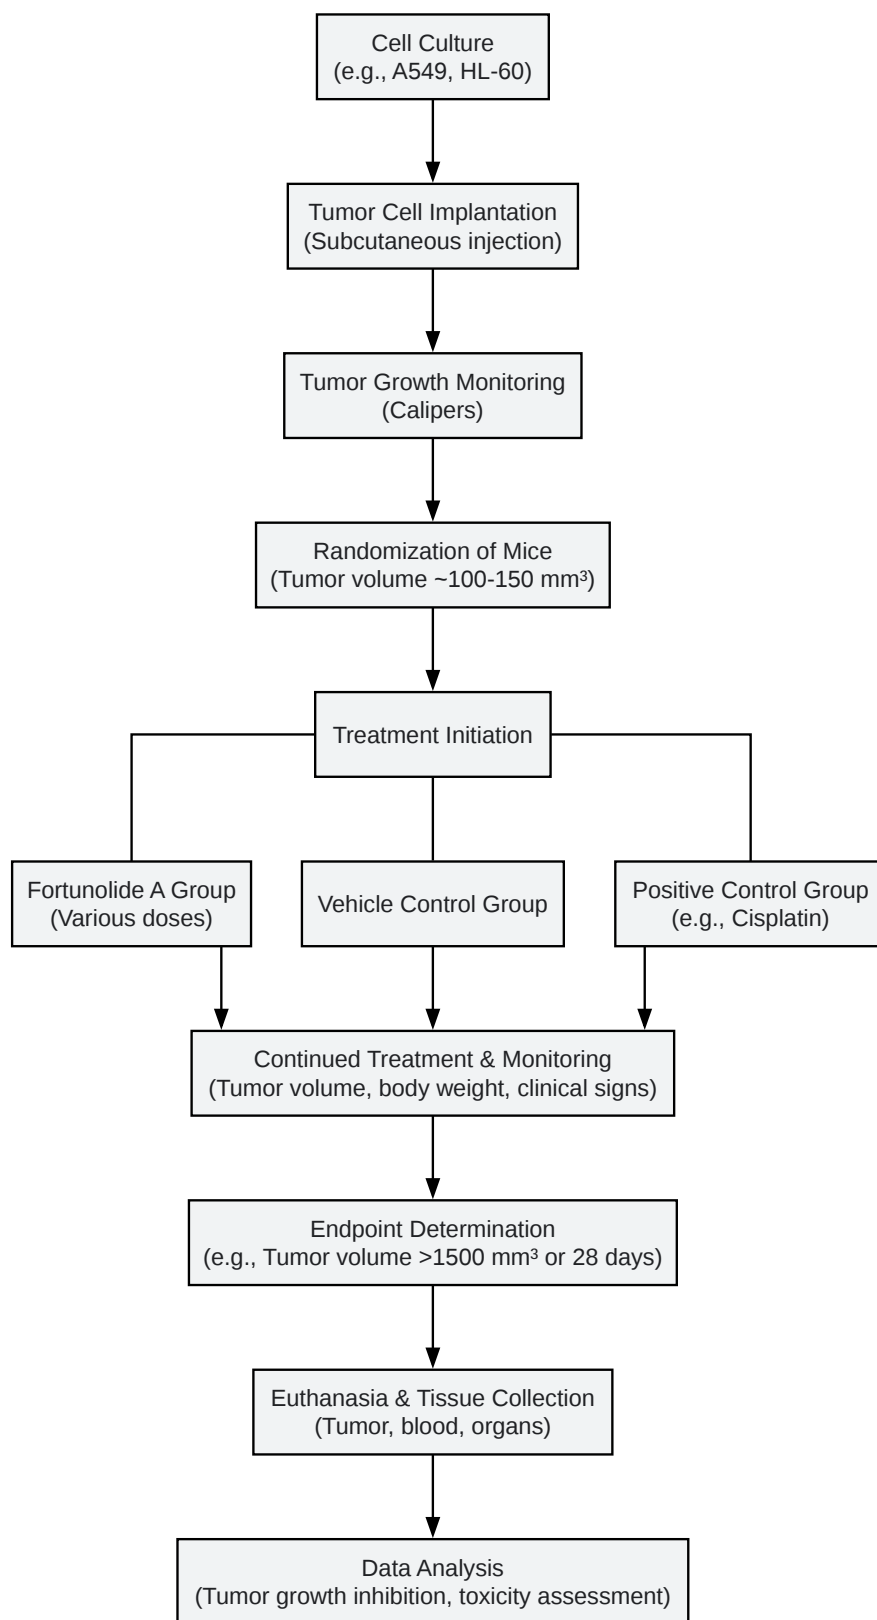 Cell Culture
(e.g., A549, HL-60)
Tumor Cell Implantation
(Subcutaneous injection)
Tumor Growth Monitoring
(Calipers)
Randomization of Mice
(Tumor volume ~100-150 mm³)
Treatment Initiation
Fortunolide A Group
(Various doses)
Vehicle Control Group
Positive Control Group
(e.g., Cisplatin)
Continued Treatment & Monitoring
(Tumor volume, body weight, clinical signs)
Endpoint Determination
(e.g., Tumor volume >1500 mm³ or 28 days)
Euthanasia & Tissue Collection
(Tumor, blood, organs)
Data Analysis
(Tumor growth inhibition, toxicity assessment)